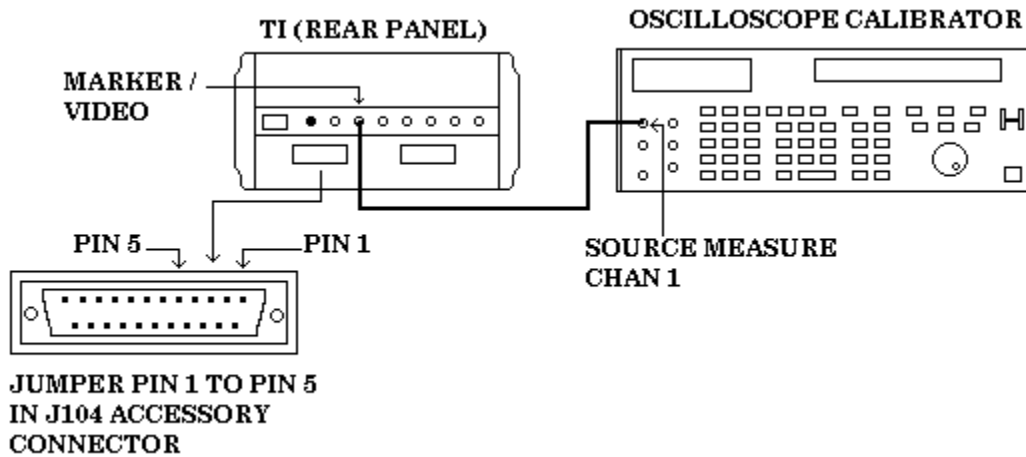 OSCILLOSCOPE CALIBRATOR
TI (REAR PANEL)
MARKER /
VIDEO
PIN 5
PIN 1
SOURCE MEASURE
CHAN 1
JUMPER PIN 1 TO PIN 5
IN J104 ACCESSORY
CONNECTOR